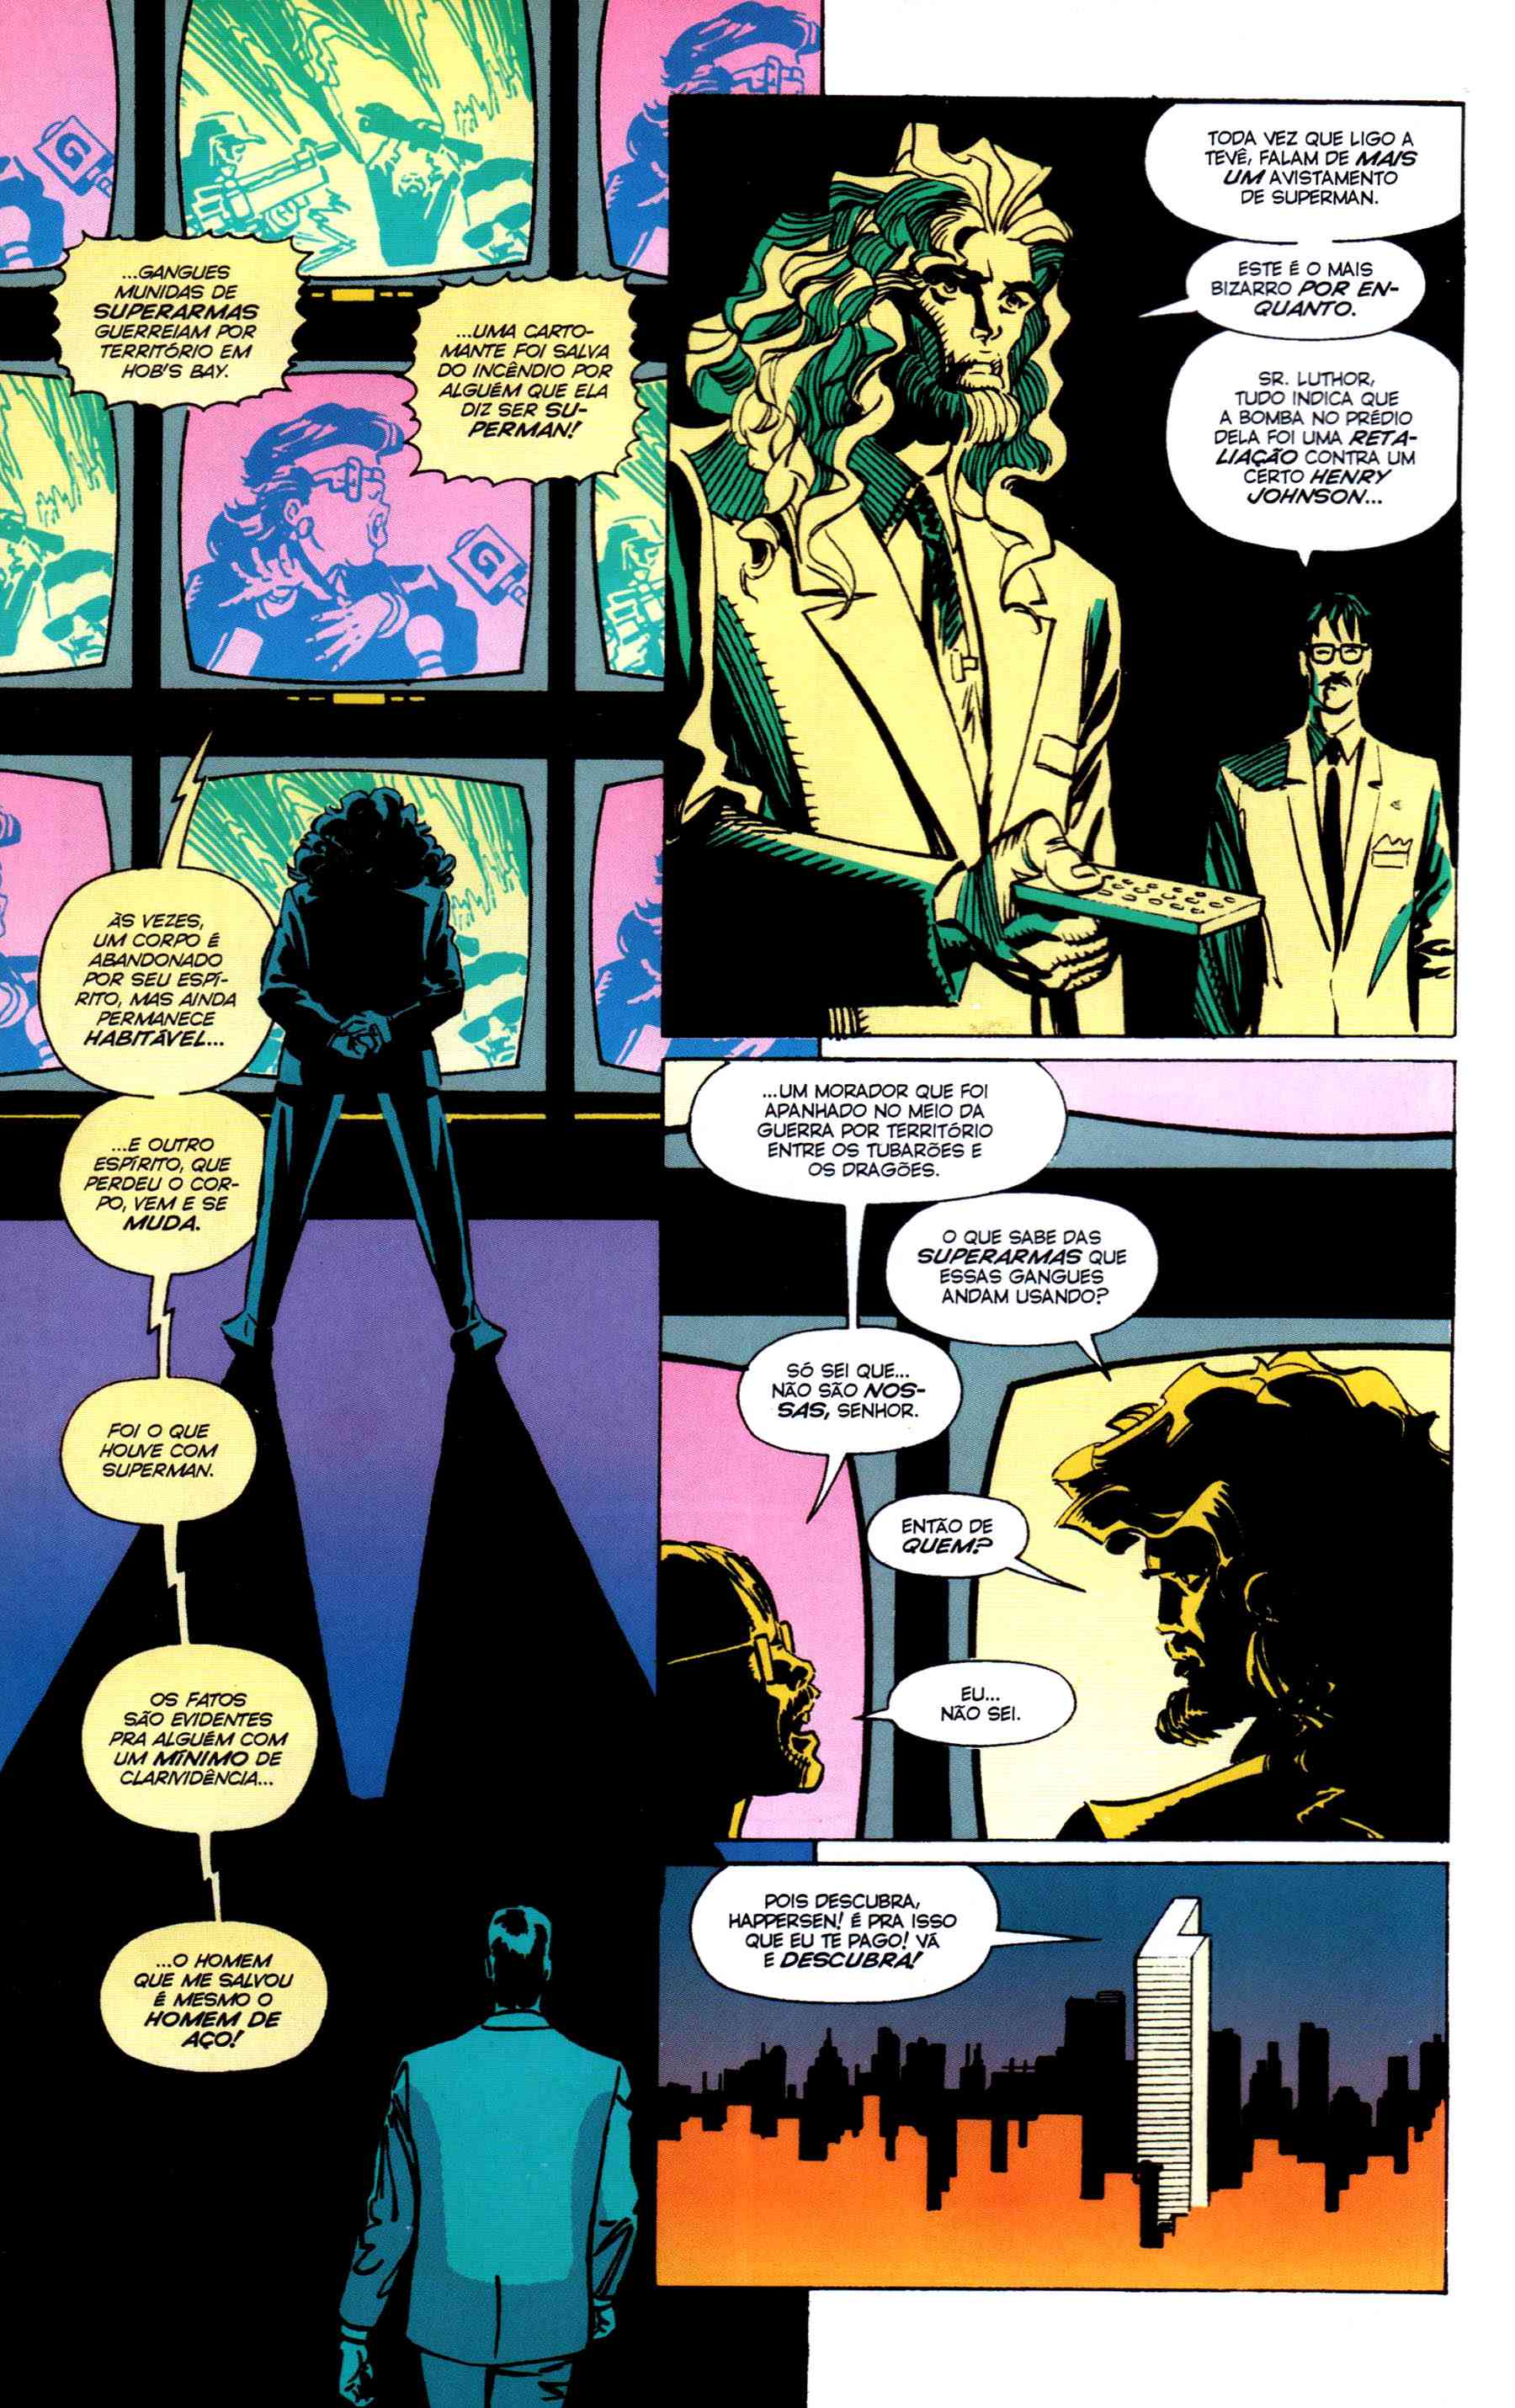 G
...GANGUES
MUNIDAS DE
SUPERARMAS
GUERREIAM POR
TERRITÓRIO EM
HOB'S BAY.
...UMA CARTO-
MANTE FOI SALVA
DO INCÊNDIO POR
ALGUÉM QUE ELA
DIZ SER SU-
PERMAN!
G
ÀS VEZES,
UM CORPO É
ABANDONADO
POR SEU ESPÍ-
RITO, MAS AINDA
PERMANECE
HABITÁVEL...
...E OUTRO
ESPÍRITO, QUE
PERDEU O COR-
PO, VEM E SE
MUDA.
FOI O QUE
HOUVE COM
SUPERMAN.
OS FATOS
SÃO EVIDENTES
PRA ALGUÉM COM
UM MÍNIMO DE
CLARIVIDÊNCIA...
...O HOMEM
QUE ME SALVOU
É MESMO O
HOMEM DE
AÇO!
TODA VEZ QUE LIGO A
TEVÊ, FALAM DE MAIS
UM AVISTAMENTO
DE SUPERMAN.
ESTE É O MAIS
BIZARRO POR EN-
QUANTO.
SR. LUTHOR,
TUDO INDICA QUE
A BOMBA NO PRÉDIO
DELA FOI UMA RETA-
LIAÇÃO CONTRA UM
CERTO HENRY
JOHNSON...
...UM MORADOR QUE FOI
APANHADO NO MEIO DA
GUERRA POR TERRITÓRIO
ENTRE OS TUBARÕES E
OS DRAGÕES.
O QUE SABE DAS
SUPERARMAS QUE
ESSAS GANGUES
ANDAM USANDO?
SÓ SEI QUE...
NÃO SÃO NOS-
SAS, SENHOR.
ENTÃO DE
QUEM?
EU...
NÃO SEI.
POIS DESCUBRA,
HAPPERSEN! É PRA ISSO
QUE EU TE PAGO! VÁ
E DESCUBRA!